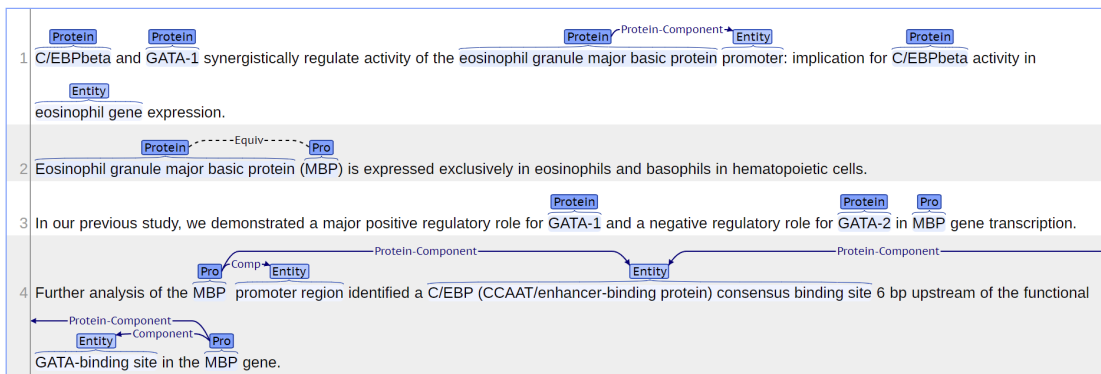 Protein Protein Protein Protein-Component Entity Protein
1 C/EBPbeta and GATA-1 synergistically regulate activity of the eosinophil granule major basic protein promoter: implication for C/EBPbeta activity in
Entity
eosinophil gene expression.
Protein Equiv Pro
2 Eosinophil granule major basic protein (MBP) is expressed exclusively in eosinophils and basophils in hematopoietic cells.
Protein Protein Pro
3 In our previous study, we demonstrated a major positive regulatory role for GATA-1 and a negative regulatory role for GATA-2 in MBP gene transcription.
Protein-Component Protein-Component
Pro Comp Entity Entity
4 Further analysis of the MBP promoter region identified a C/EBP (CCAAT/enhancer-binding protein) consensus binding site 6 bp upstream of the functional
Protein-Component
Entity Component Pro
GATA-binding site in the MBP gene.